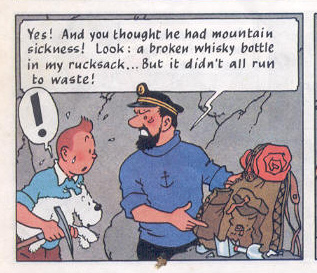 Yes! And you thought he had mountain
sickness! Look: a broken whisky bottle
in my rucksack... But it didn't all run
to waste!
!